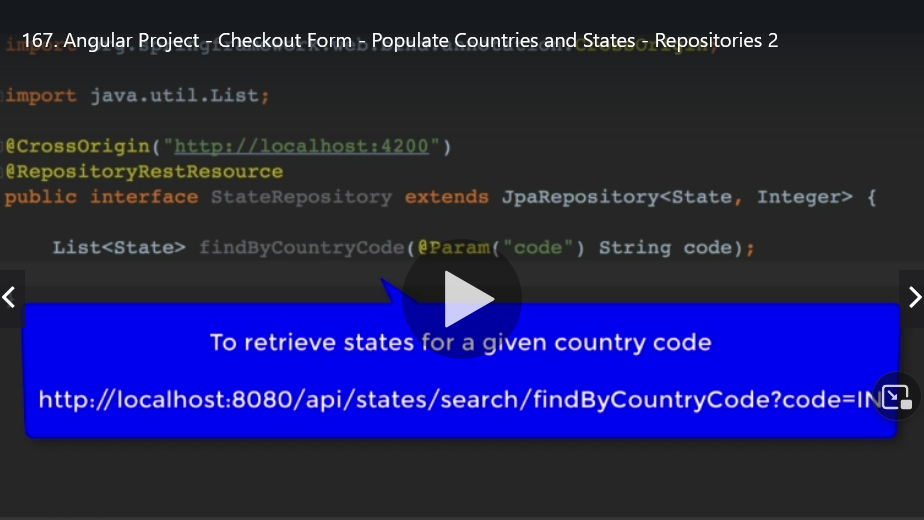 167. Angular Project - Checkout Form - Populate Countries and States - Repositories 2
import java.util.List;
@CrossOrigin("http://localhost:4200")
@RepositoryRestResource
public interface StateRepository extends JpaRepository<State, Integer> {
List<State> findByCountryCode(@Param("code") String code);
To retrieve states for a given country code
http://localhost:8080/api/states/search/findByCountryCode?code=IN